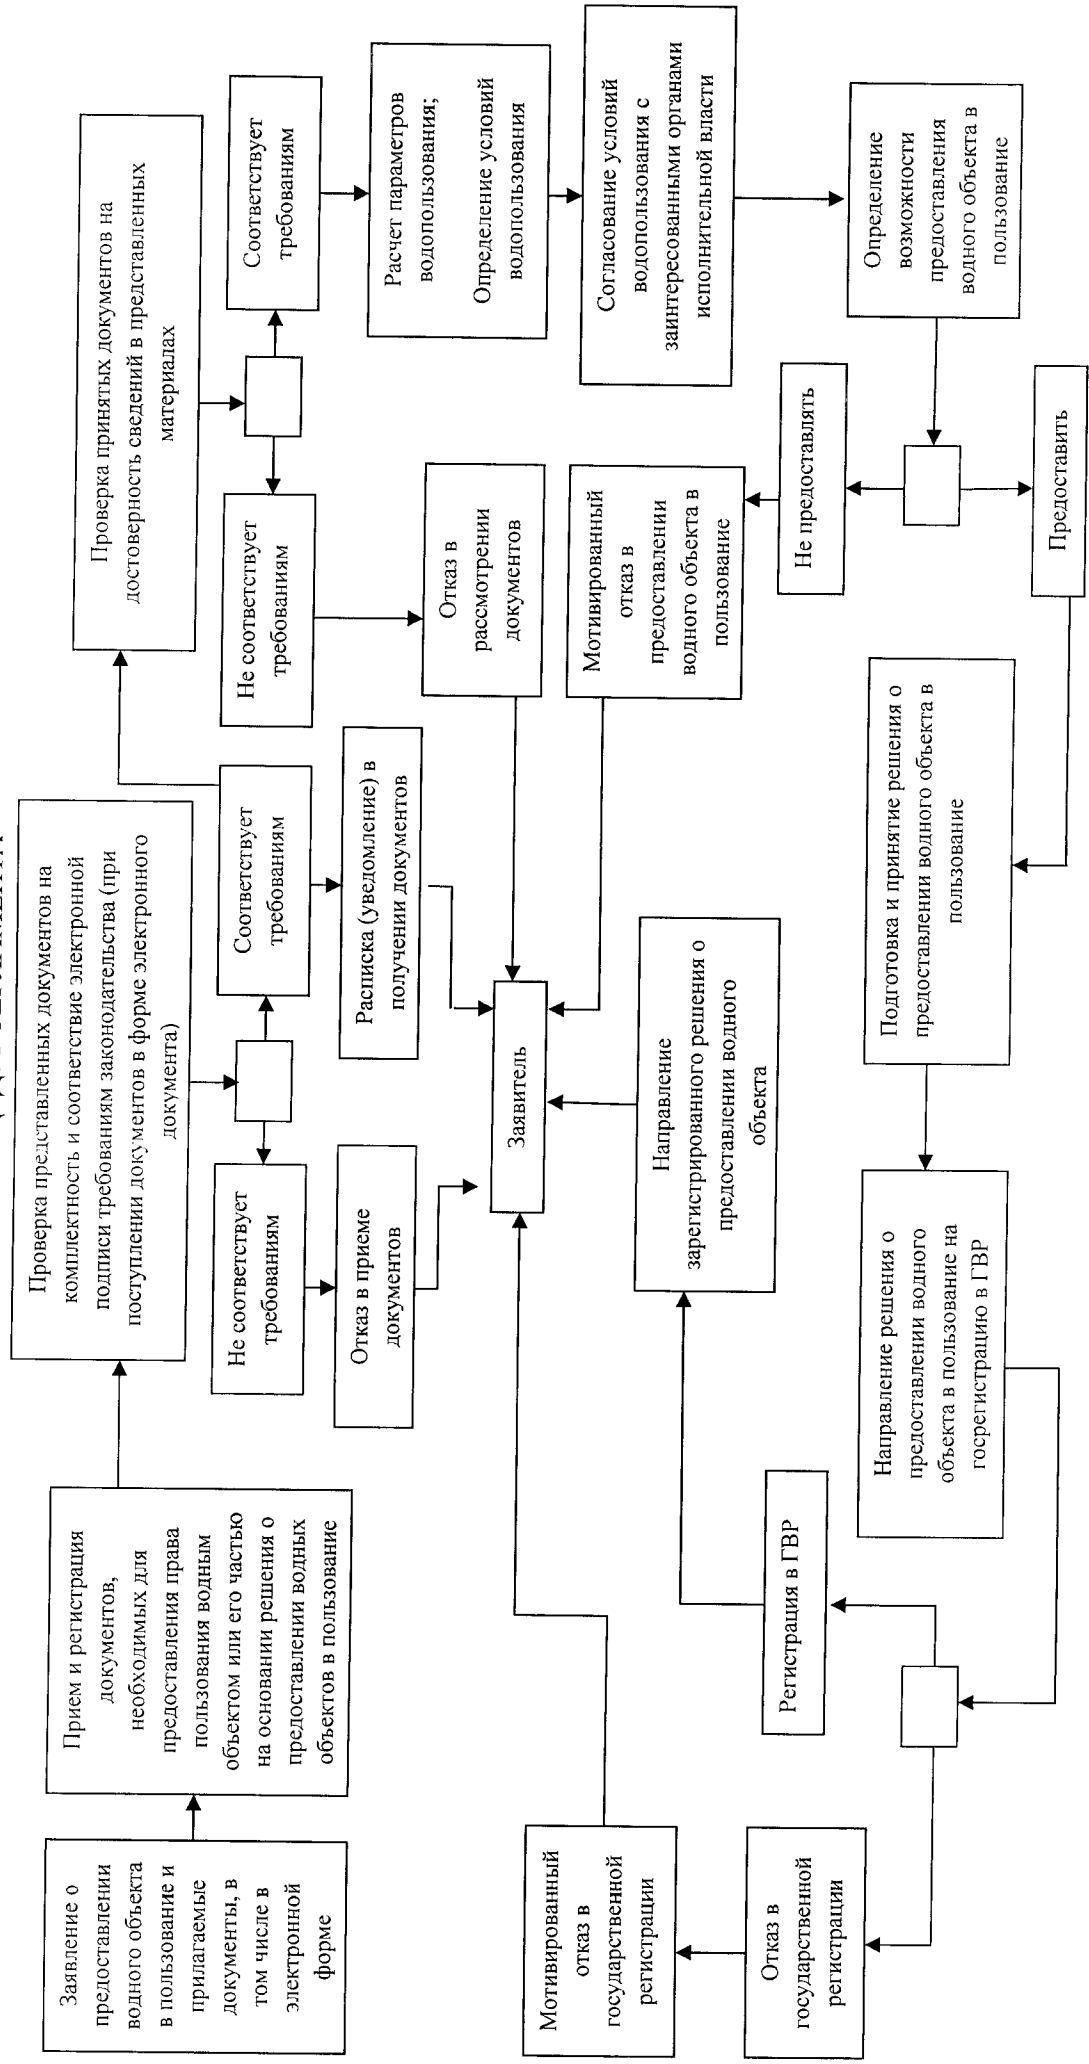 Заявление о
предоставлении
водного объекта
в пользование и
прилагаемые
документы, в
том числе в
электронной
форме
Прием и регистрация
документов,
необходимых для
предоставления права
пользования водным
объектом или его частью
на основании решения о
предоставлении водных
объектов в пользование
Проверка представленных документов на
комплектность и соответствие электронной
подписи требованиям законодательства (при
поступлении документов в форме электронного
документа)
Не соответствует
требованиям
Соответствует
требованиям
Отказ в приеме
документов
Расписка (уведомление) в
получении документов
Проверка принятых документов на
достоверность сведений в представленных
материалах
Не соответствует
требованиям
Соответствует
требованиям
Отказ в
рассмотрении
документов
Расчет параметров
водопользования;
Определение условий
водопользования
Согласование условий
водопользования с
заинтересованными органами
исполнительной власти
Определение
возможности
предоставления
водного объекта в
пользование
Не предоставлять
Предоставить
Мотивированный
отказ в
предоставлении
водного объекта в
пользование
Заявитель
Подготовка и принятие решения о
предоставлении водного объекта в
пользование
Направление решения о
предоставлении водного
объекта в пользование на
госрегистрацию в ГВР
Регистрация в ГВР
Направление
зарегистрированного решения о
предоставлении водного
объекта
Отказ в
государственной
регистрации
Мотивированный
отказ в
государственной
регистрации